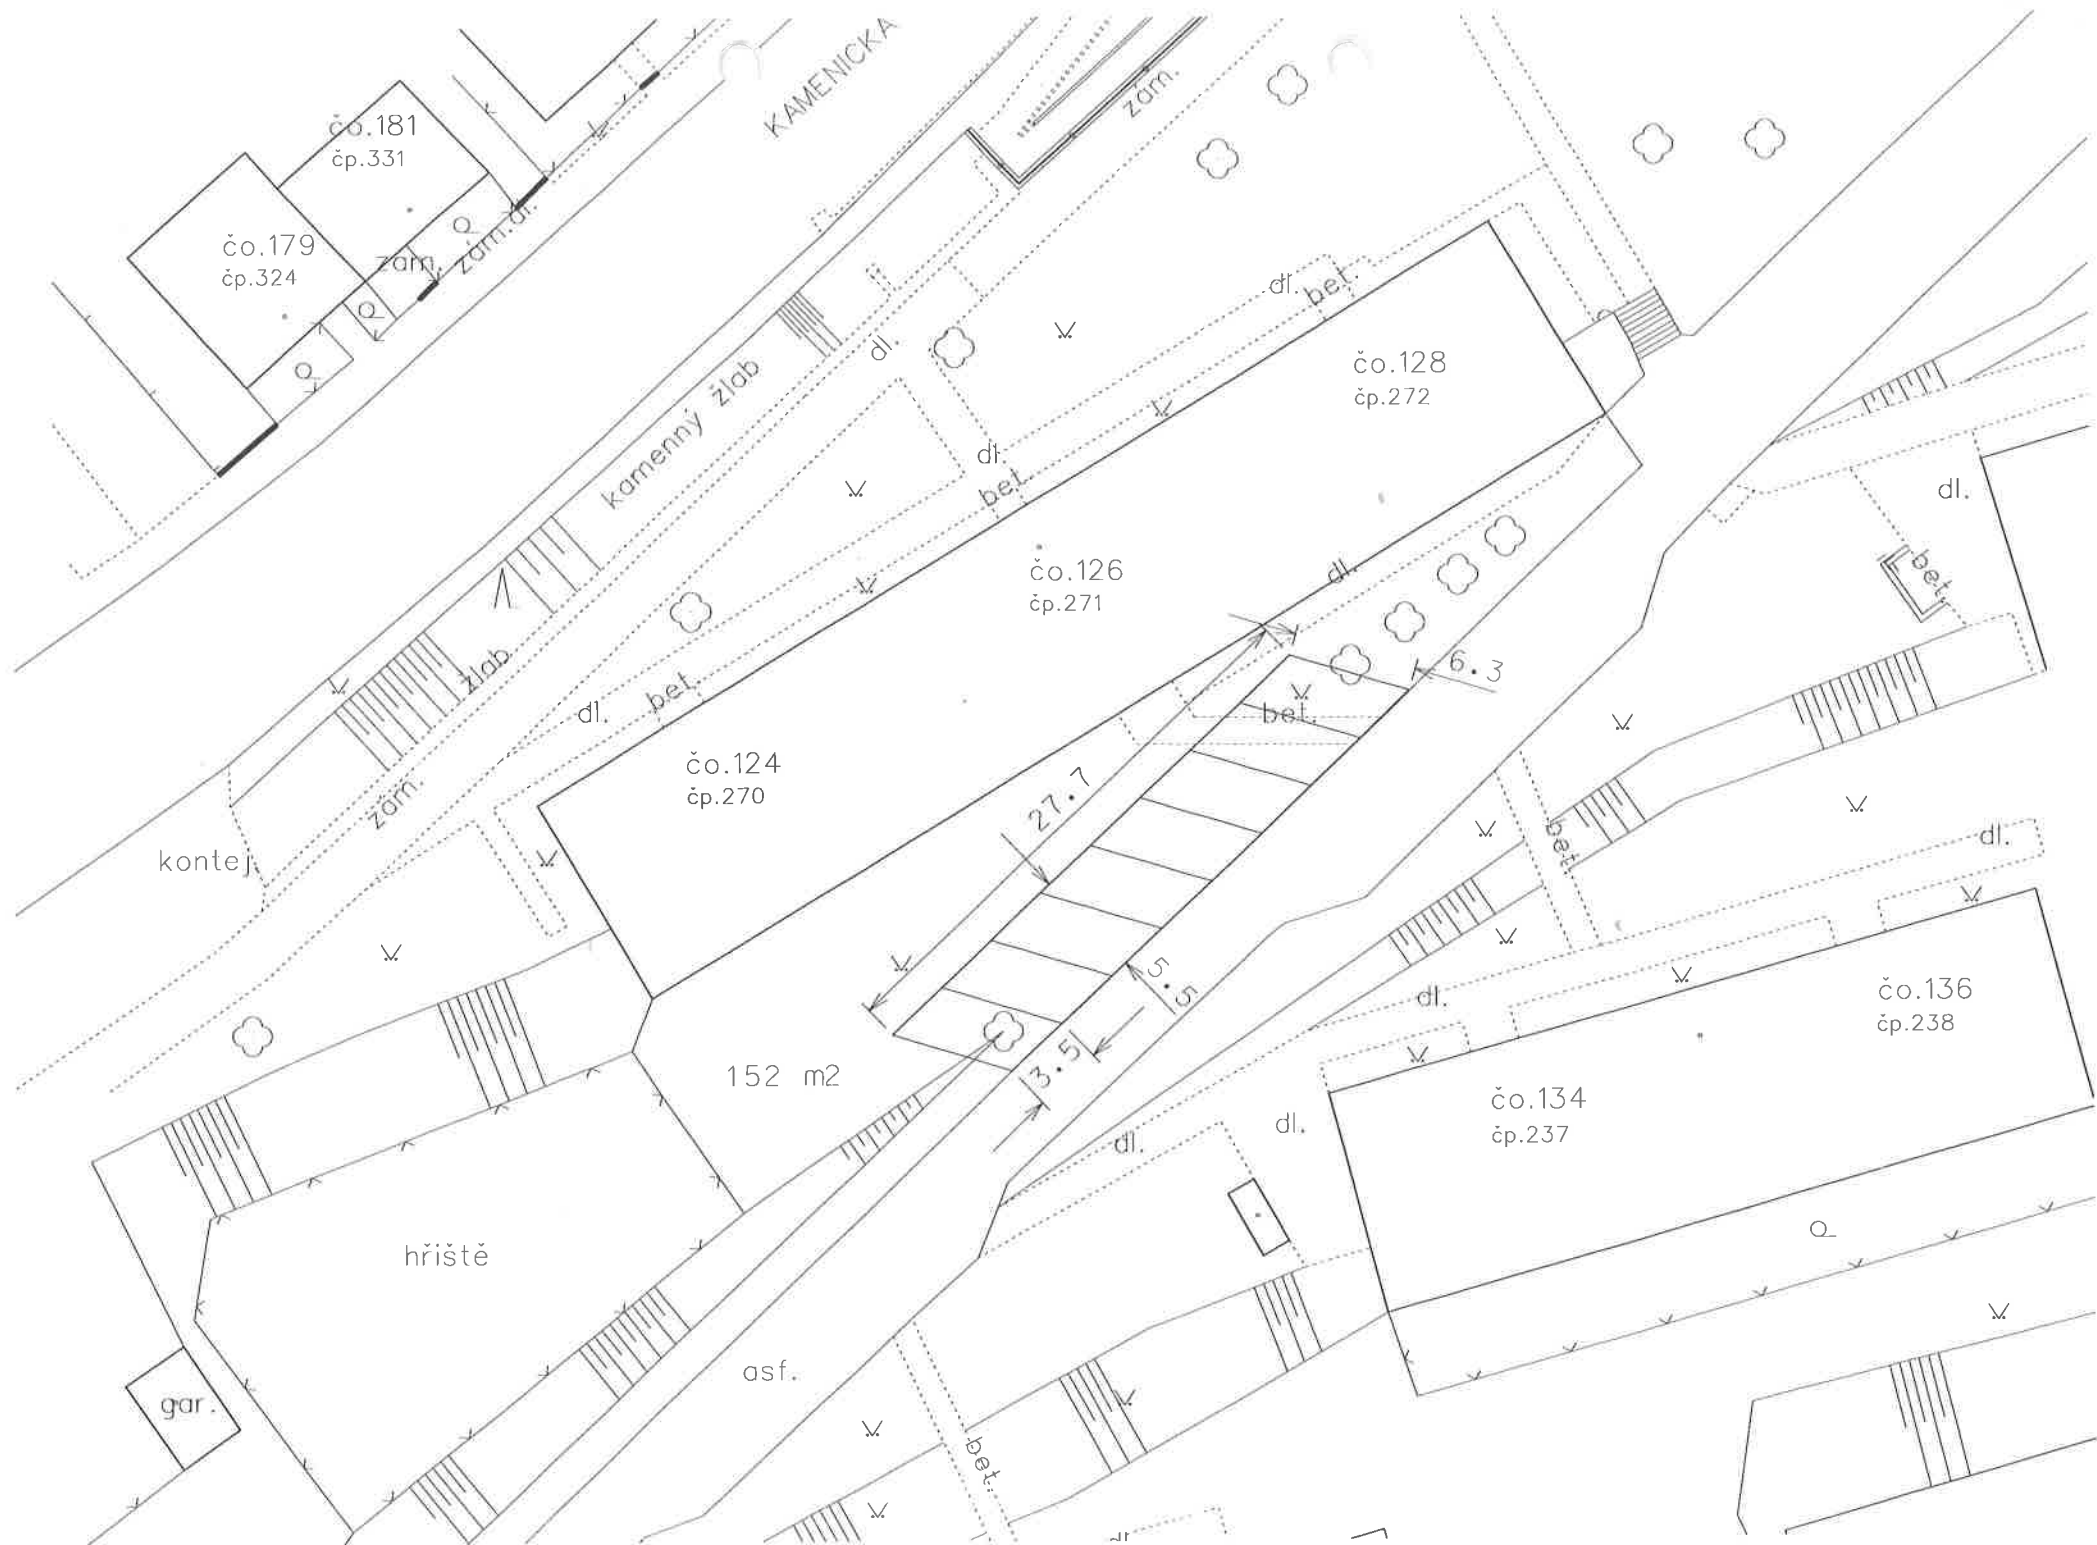 KAMENICKÁ
zám.
čo.181
čp.331
čo.179
čp.324
zám.
zám.
dl.
dl.
bet.
dl.
čo.128
čp.272
kamenný žlab
dl.
bet.
dl.
bet.
čo.126
čp.271
dl.
žlab
bet.
dl.
6.3
bet.
čo.124
čp.270
27.7
zám.
kontej.
bet.
dl.
5.5
dl.
čo.136
čp.238
152 m2
3.5
čo.134
čp.237
dl.
dl.
hřiště
asf.
gar.
bet.
dl.